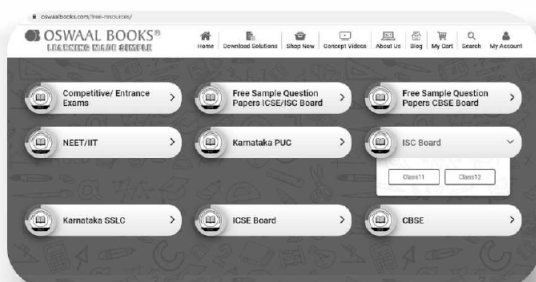 oswaalbooks.com/free-resources/
OSWAAL BOOKS®
LEARNING MADE SIMPLE
Home Download Solutions Shop Now Concept Videos About Us Blog My Cart Search My Account
Competitive/ Entrance
Exams
Free Sample Question
Papers ICSE/ISC Board
Free Sample Question
Papers CBSE Board
NEET/IIT
Karnataka PUC
ISC Board
Class11 Class12
Karnataka SSLC
ICSE Board
CBSE